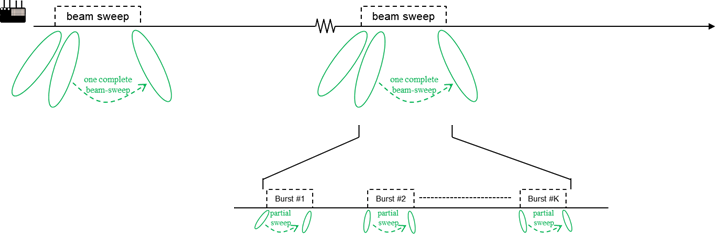 beam sweep
beam sweep
one complete
beam-sweep
one complete
beam-sweep
Burst #1
Burst #2
Burst #K
partial
sweep
partial
sweep
partial
sweep